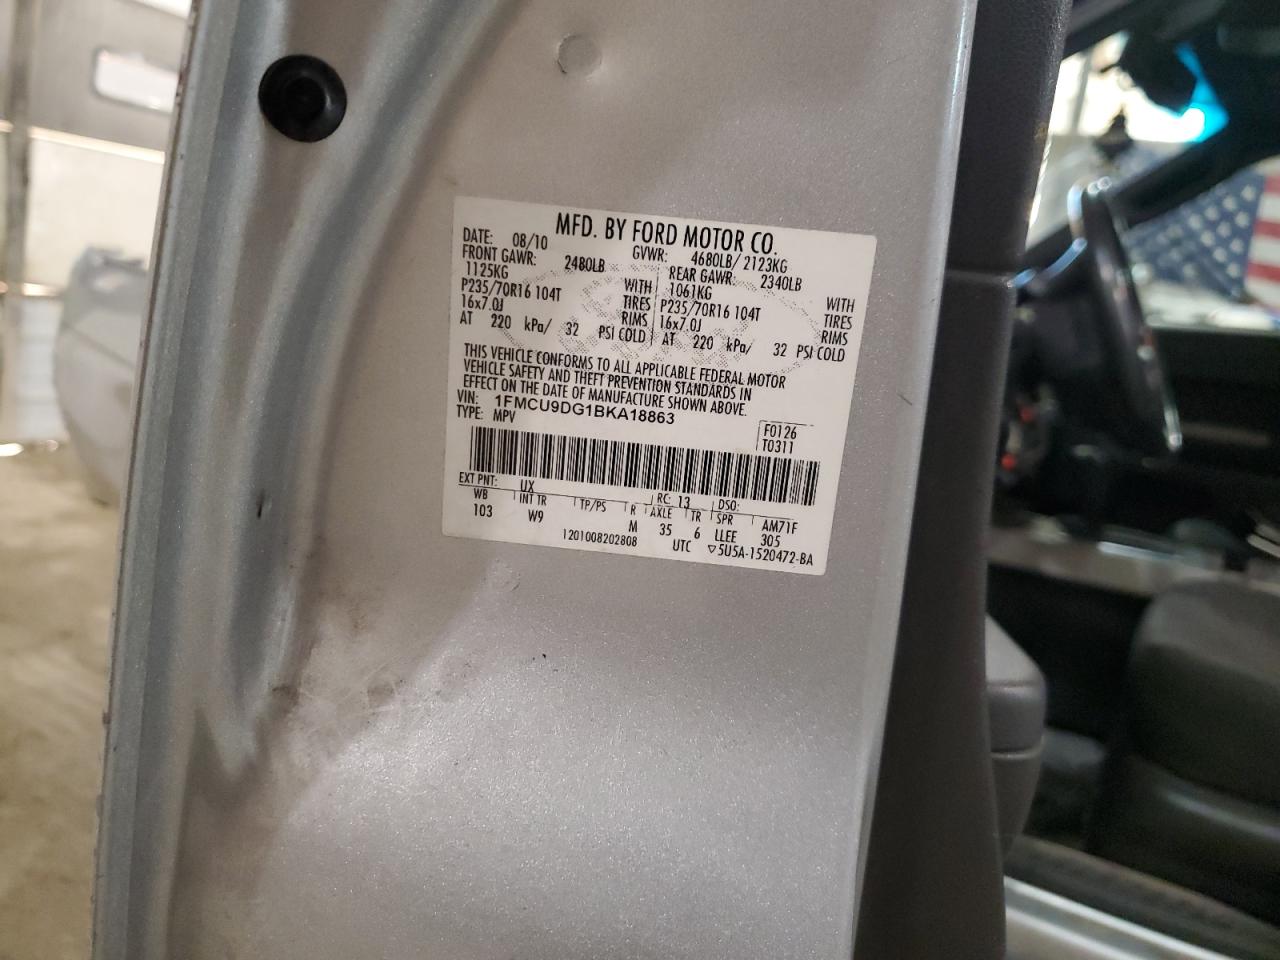 MFD. BY FORD MOTOR CO.
DATE: 08/10 GVWR: 4680LB/ 2123KG
FRONT GAWR: 2480LB REAR GAWR: 2340LB
1125KG WITH 1061KG WITH
P235/70R16 104T TIRES P235/70R16 104T TIRES
16x7.0J RIMS 16x7.0J RIMS
AT 220 kPa/ 32 PSI COLD AT 220 kPa/ 32 PSI COLD
THIS VEHICLE CONFORMS TO ALL APPLICABLE FEDERAL MOTOR
VEHICLE SAFETY AND THEFT PREVENTION STANDARDS IN
EFFECT ON THE DATE OF MANUFACTURE SHOWN ABOVE.
VIN: 1FMCU9DG1BKA18863
TYPE: MPV
F0126
T0311
EXT PNT: UX RC: 13 DSO:
WB INT TR TP/PS R AXLE TR SPR AM71F
103 W9 M 35 6 LLEE 305
1201008202808 UTC ▽5U5A-1520472-BA